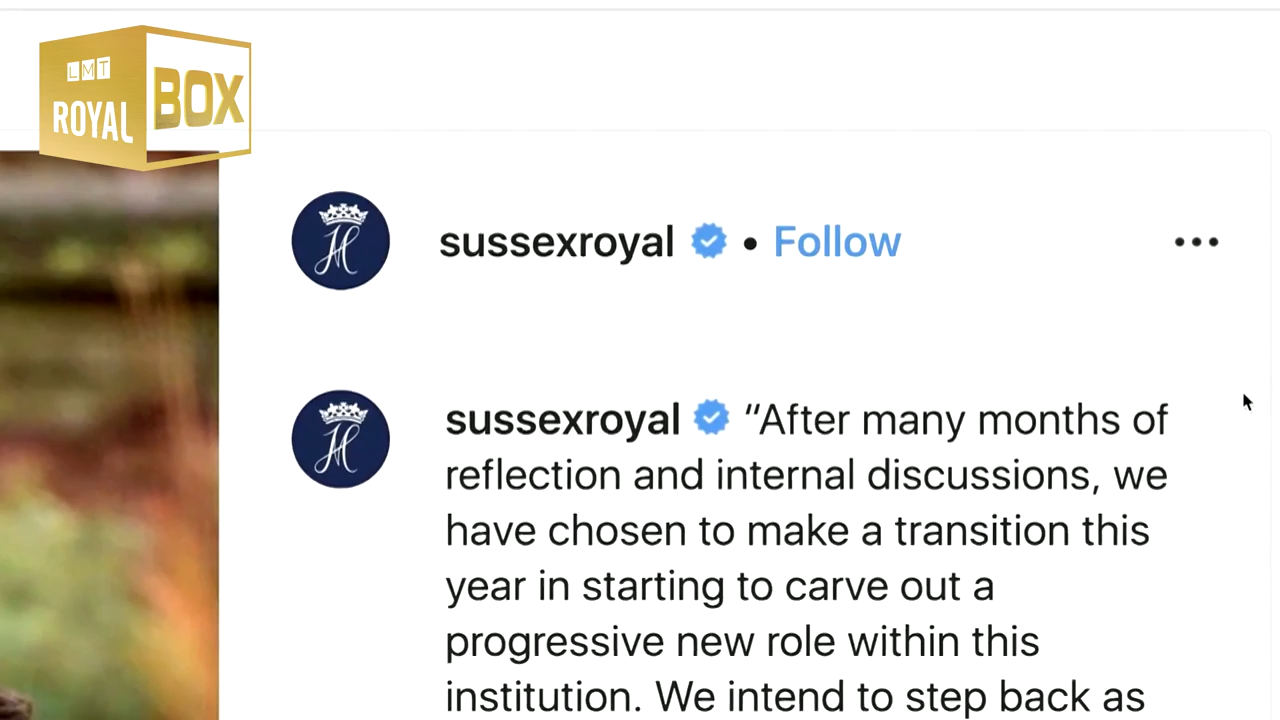 LMT
ROYAL
BOX
sussexroyal • Follow
sussexroyal “After many months of
reflection and internal discussions, we
have chosen to make a transition this
year in starting to carve out a
progressive new role within this
institution. We intend to step back as